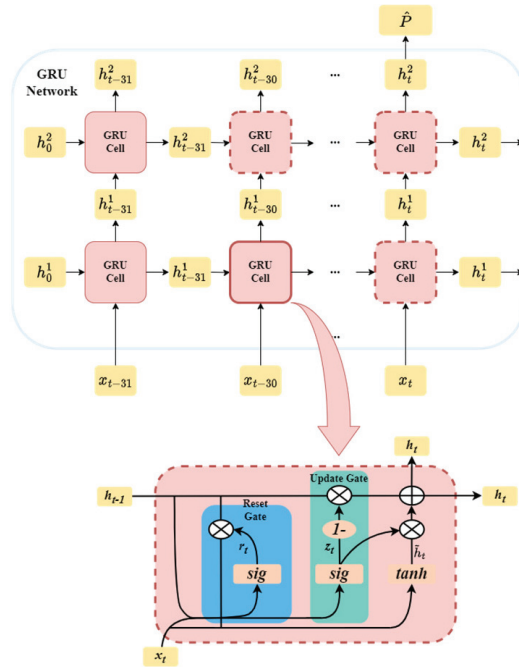 P̂
GRU
Network
h²ₜ₋₃₁ h²ₜ₋₃₀ ... h²ₜ
h²₀ GRU
Cell h²ₜ₋₃₁ GRU
Cell ... GRU
Cell h²ₜ
h¹ₜ₋₃₁ h¹ₜ₋₃₀ ... h¹ₜ
h¹₀ GRU
Cell h¹ₜ₋₃₁ GRU
Cell ... GRU
Cell h¹ₜ
...
xₜ₋₃₁ xₜ₋₃₀ xₜ
hₜ
Update Gate
hₜ₋₁ hₜ
Reset
Gate
1-
rₜ zₜ h̃ₜ
sig sig tanh
xₜ